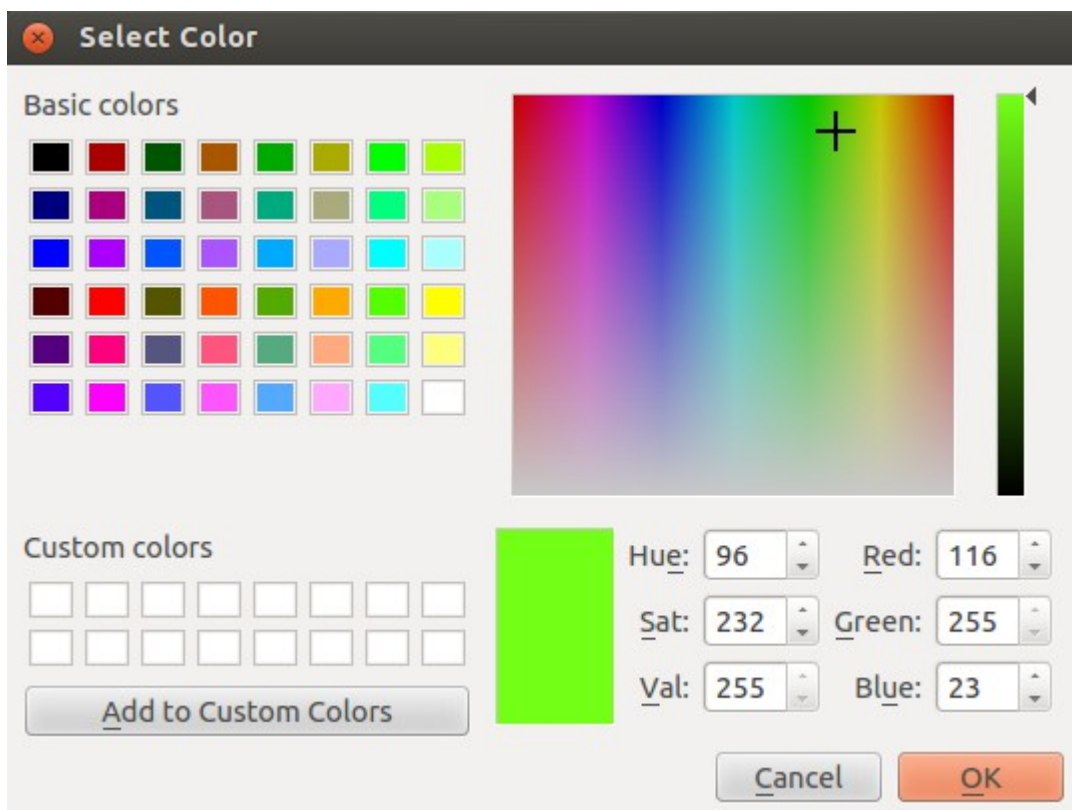 Select Color
Basic colors
Custom colors
Add to Custom Colors
Hue: 96 Red: 116
Sat: 232 Green: 255
Val: 255 Blue: 23
Cancel OK